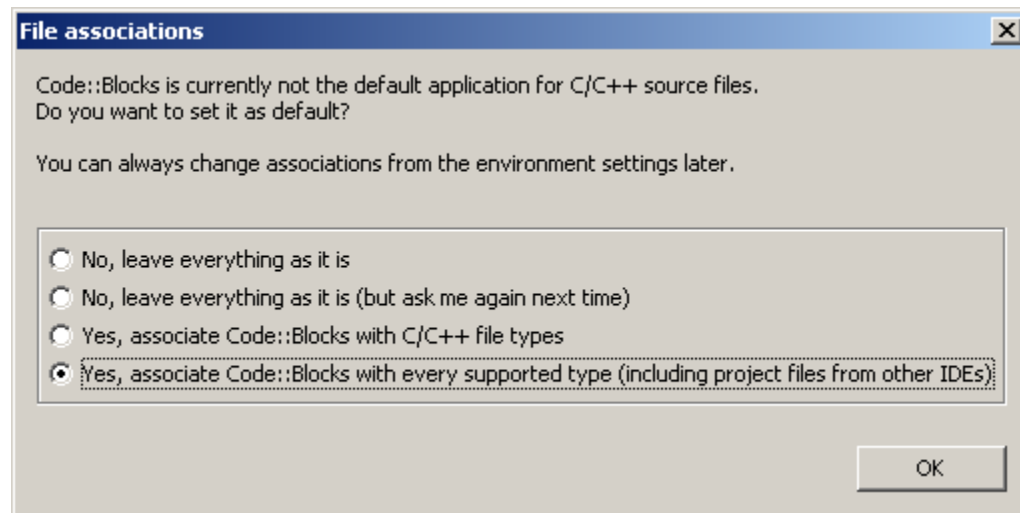 File associations
Code::Blocks is currently not the default application for C/C++ source files.
Do you want to set it as default?
You can always change associations from the environment settings later.
No, leave everything as it is
No, leave everything as it is (but ask me again next time)
Yes, associate Code::Blocks with C/C++ file types
Yes, associate Code::Blocks with every supported type (including project files from other IDEs)
OK